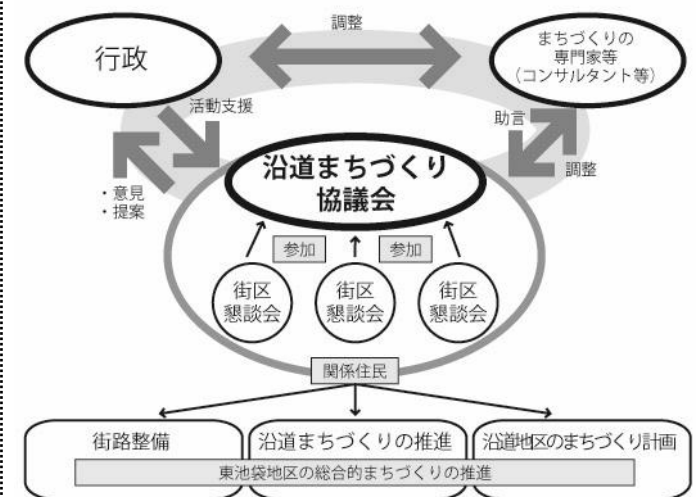 調整
行政
まちづくりの
専門家等
（コンサルタント等）
活動支援
助言
・意見
・提案
調整
沿道まちづくり
協議会
参加
参加
街区
懇談会
街区
懇談会
街区
懇談会
関係住民
街路整備
沿道まちづくりの推進
沿道地区のまちづくり計画
東池袋地区の総合的まちづくりの推進